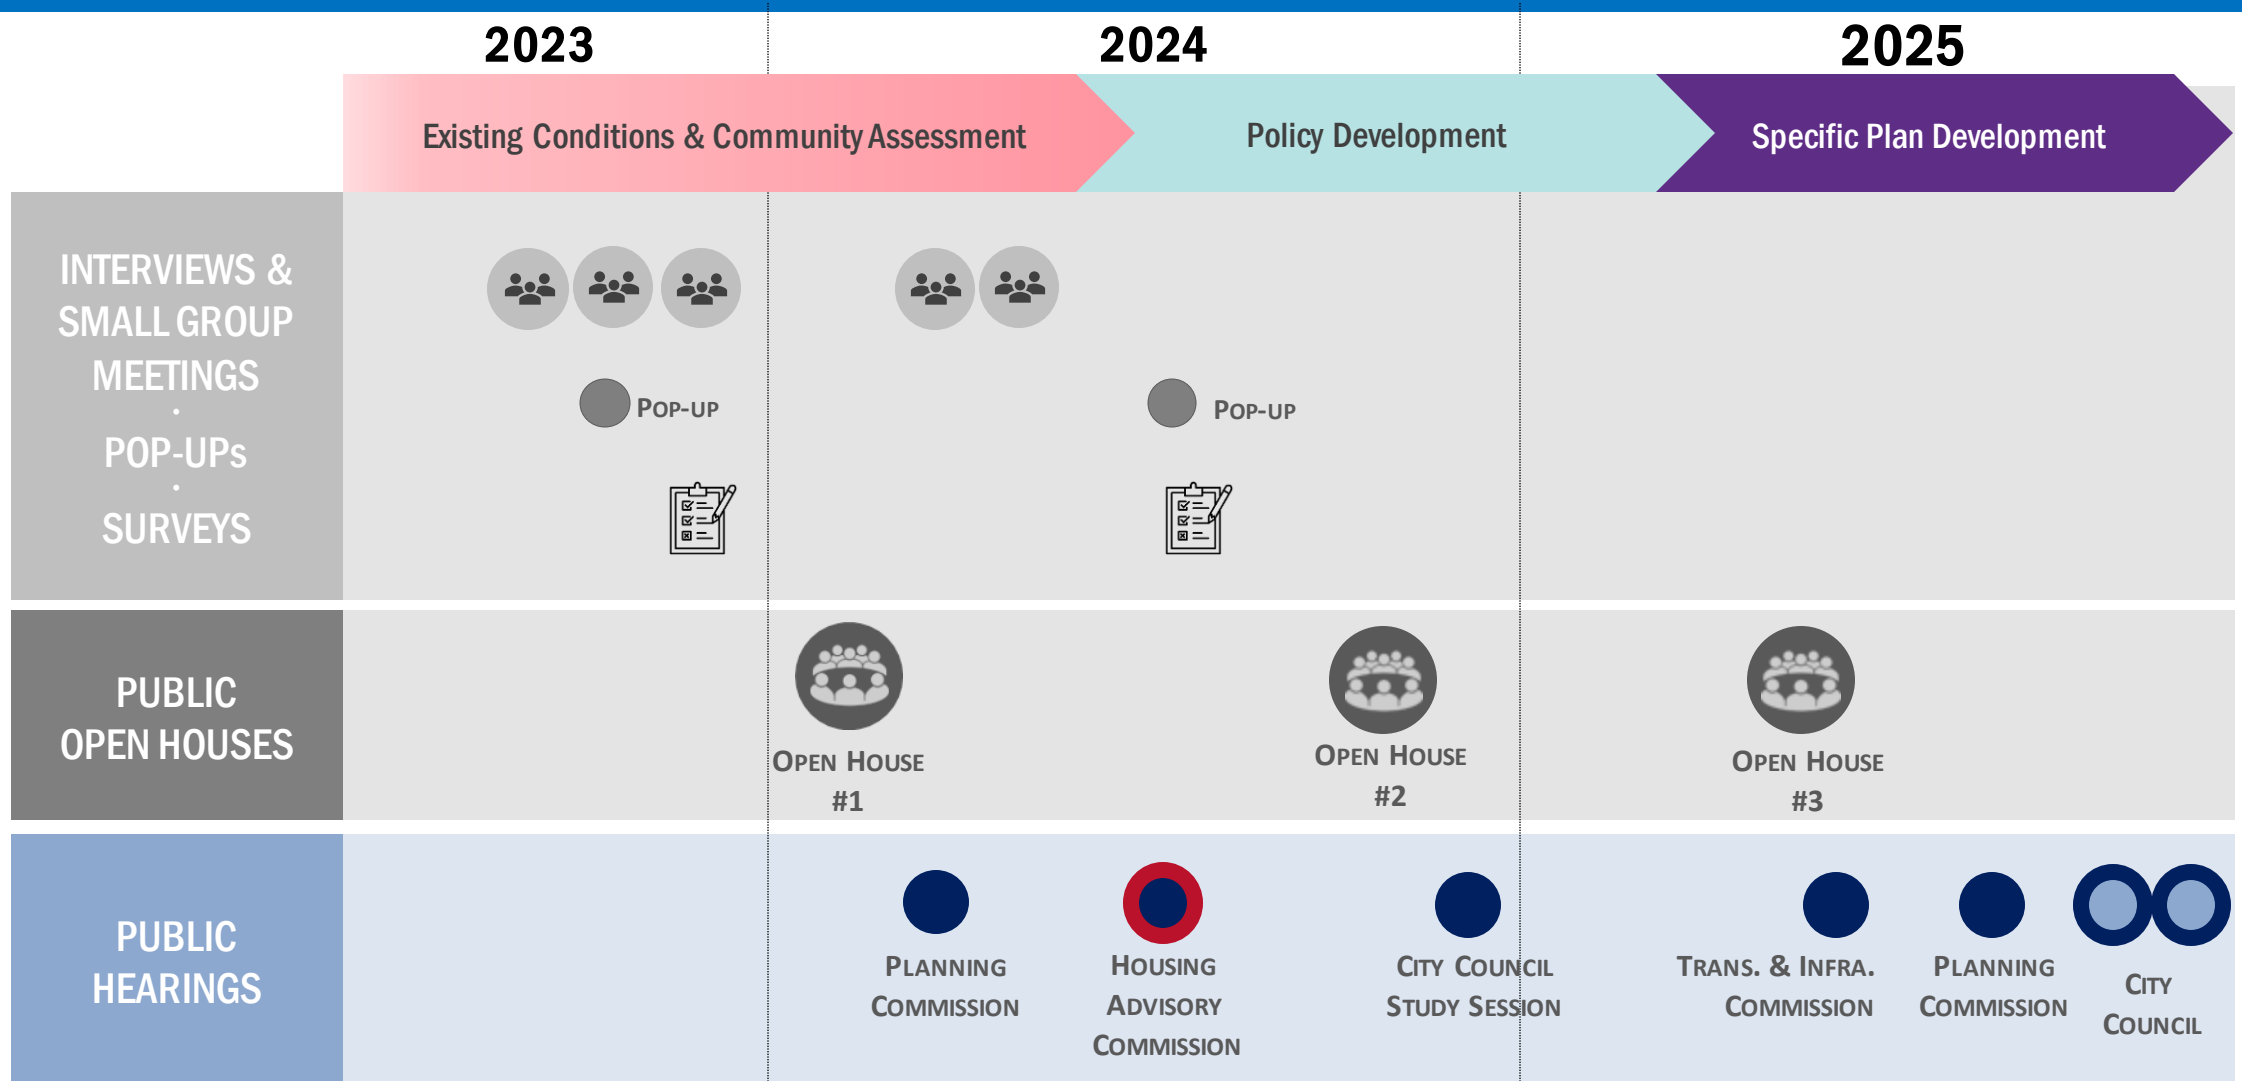 2023
2024
2025
Existing Conditions & Community Assessment
Policy Development
Specific Plan Development
INTERVIEWS &
SMALL GROUP
MEETINGS
·
POP-UPs
·
SURVEYS
POP-UP
POP-UP
PUBLIC
OPEN HOUSES
OPEN HOUSE
#1
OPEN HOUSE
#2
OPEN HOUSE
#3
PUBLIC
HEARINGS
PLANNING
COMMISSION
HOUSING
ADVISORY
COMMISSION
CITY COUNCIL
STUDY SESSION
TRANS. & INFRA.
COMMISSION
PLANNING
COMMISSION
CITY
COUNCIL